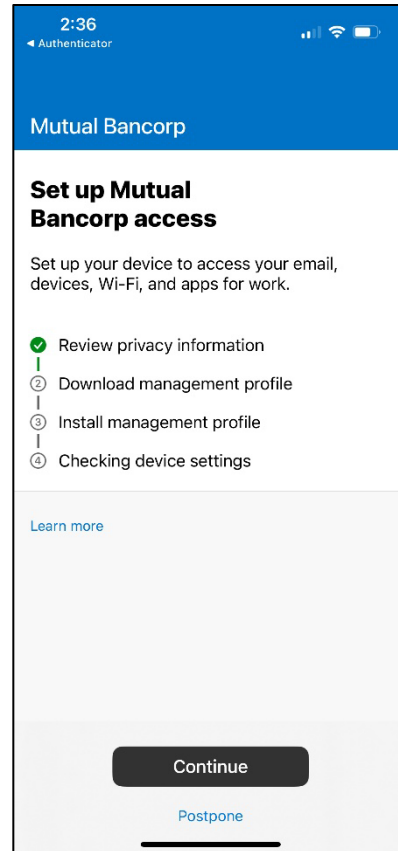 2:36
◄ Authenticator
Mutual Bancorp
Set up Mutual
Bancorp access
Set up your device to access your email,
devices, Wi-Fi, and apps for work.
Review privacy information
2 Download management profile
3 Install management profile
4 Checking device settings
Learn more
Continue
Postpone